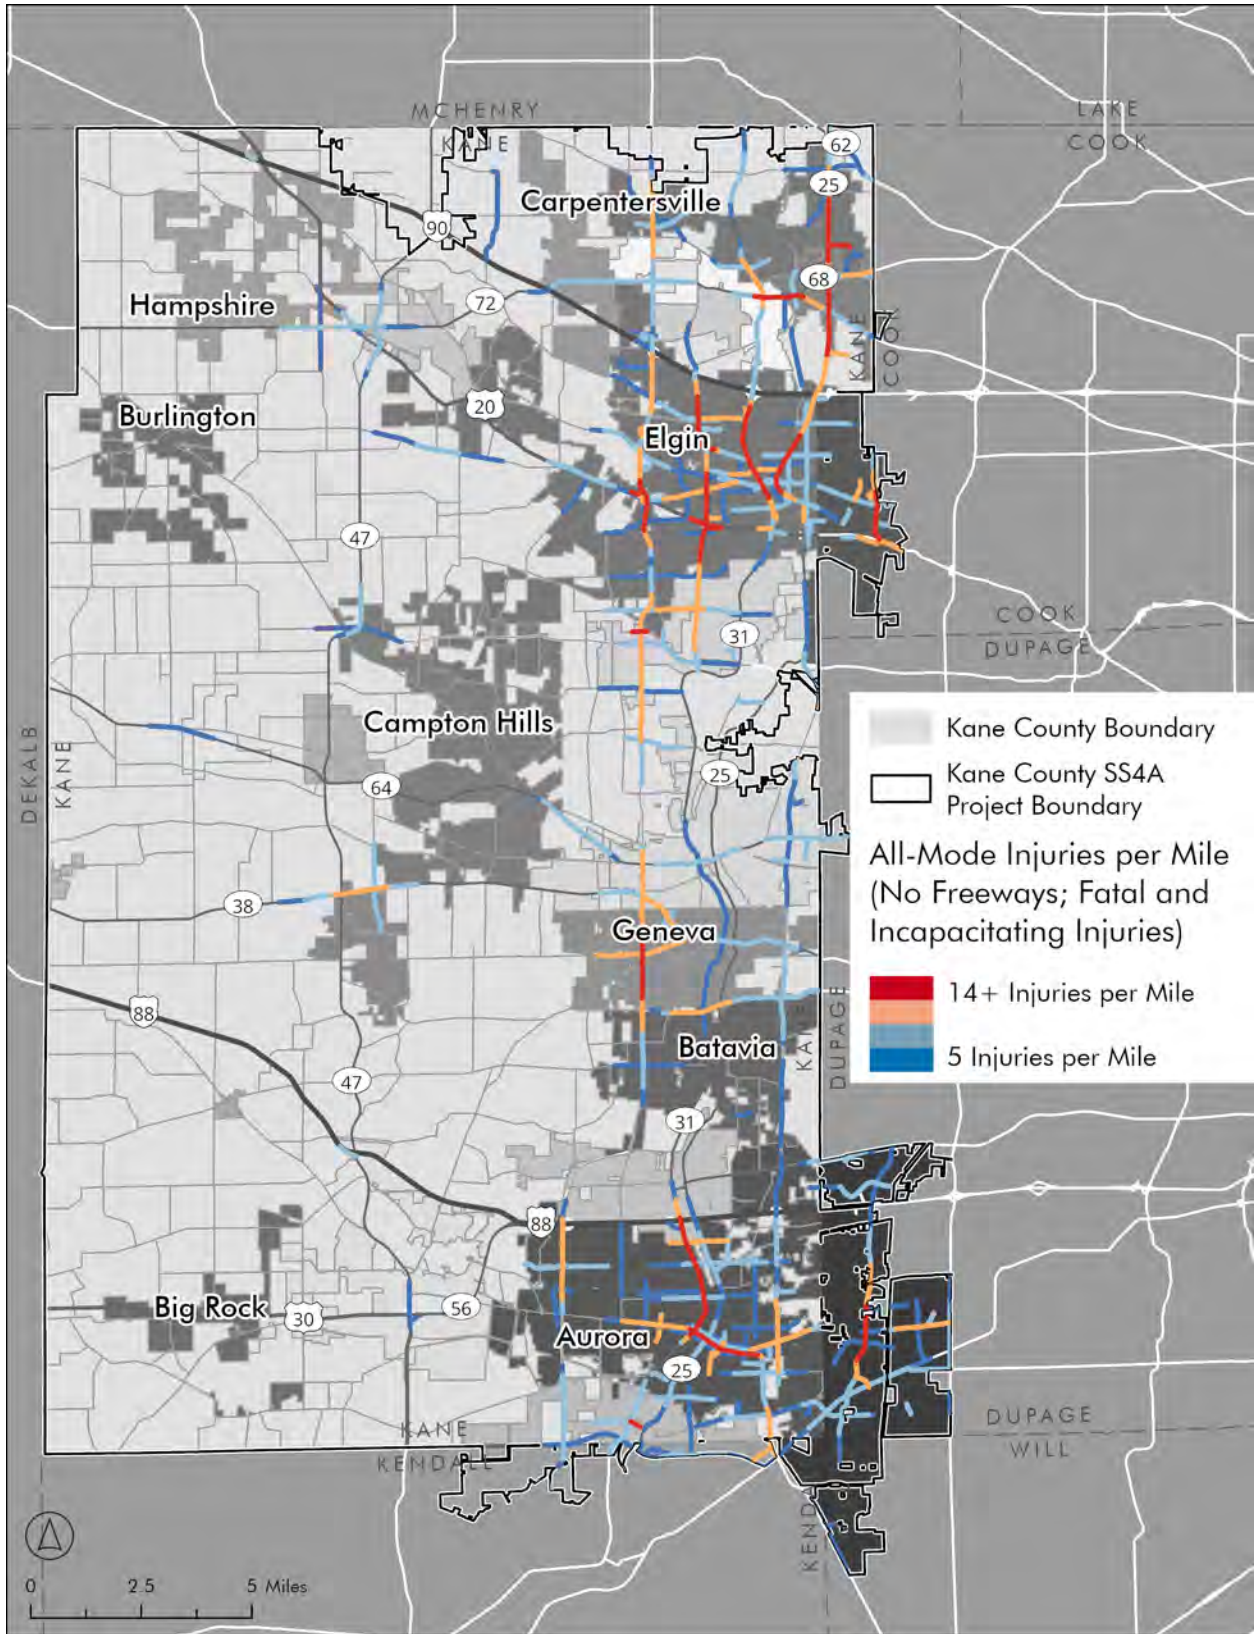 MCHENRY
KANE
LAKE
COOK
62
Carpentersville
25
90
68
72
Hampshire
KANE
COOK
20
Burlington
Elgin
47
COOK
DUPAGE
31
Campton Hills
DEKALB
KANE
25
64
38
Geneva
88
Batavia
KANE
DUPAGE
47
31
88
Big Rock
30
56
Aurora
25
KANE
KENDALL
DUPAGE
WILL
Kane County Boundary
Kane County SS4A
Project Boundary
All-Mode Injuries per Mile
(No Freeways; Fatal and
Incapacitating Injuries)
14+ Injuries per Mile
5 Injuries per Mile
0 2.5 5 Miles